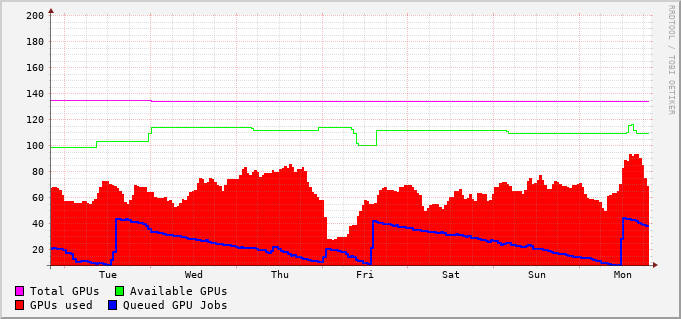 200
180
160
140
120
100
80
60
40
20
Tue Wed Thu Fri Sat Sun Mon
Total GPUs Available GPUs
GPUs used Queued GPU Jobs
RRDTOOL / TOBI OETIKER